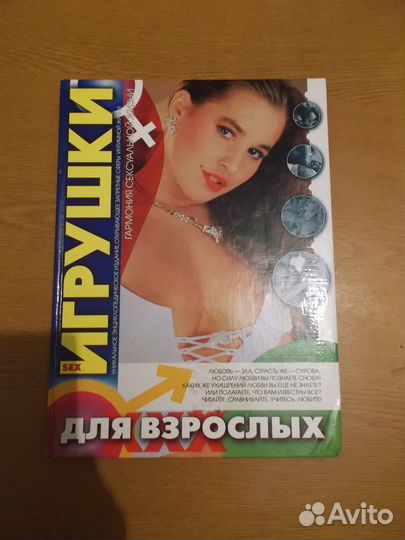 SEX
ИГРУШКИ
УНИКАЛЬНОЕ ЭНЦИКЛОПЕДИЧЕСКОЕ ИЗДАНИЕ, ОТКРЫВАЮЩЕЕ ЗАПРЕТНЫЕ СФЕРЫ ИНТИМНОЙ
ГАРМОНИЯ СЕКСУАЛЬНОЙ
ЛЮБОВЬ — ЗЛА, СТРАСТЬ ЖЕ — СУРОВА,
НО СИЛУ ЛЮБВИ ВЫ ПОЗНАЕТЕ СНОВА!
КАКИХ ЖЕ УХИЩРЕНИЙ ЛЮБВИ ВЫ ЕЩЕ НЕ ЗНАЕТЕ?
ИЛИ ПОЛАГАЕТЕ, ЧТО ВАМ ИЗВЕСТНЫ ВСЕ?
ЧИТАЙТЕ, СРАВНИВАЙТЕ, УЧИТЕСЬ, ЛЮБИТЕ!
ДЛЯ ВЗРОСЛЫХ
Avito